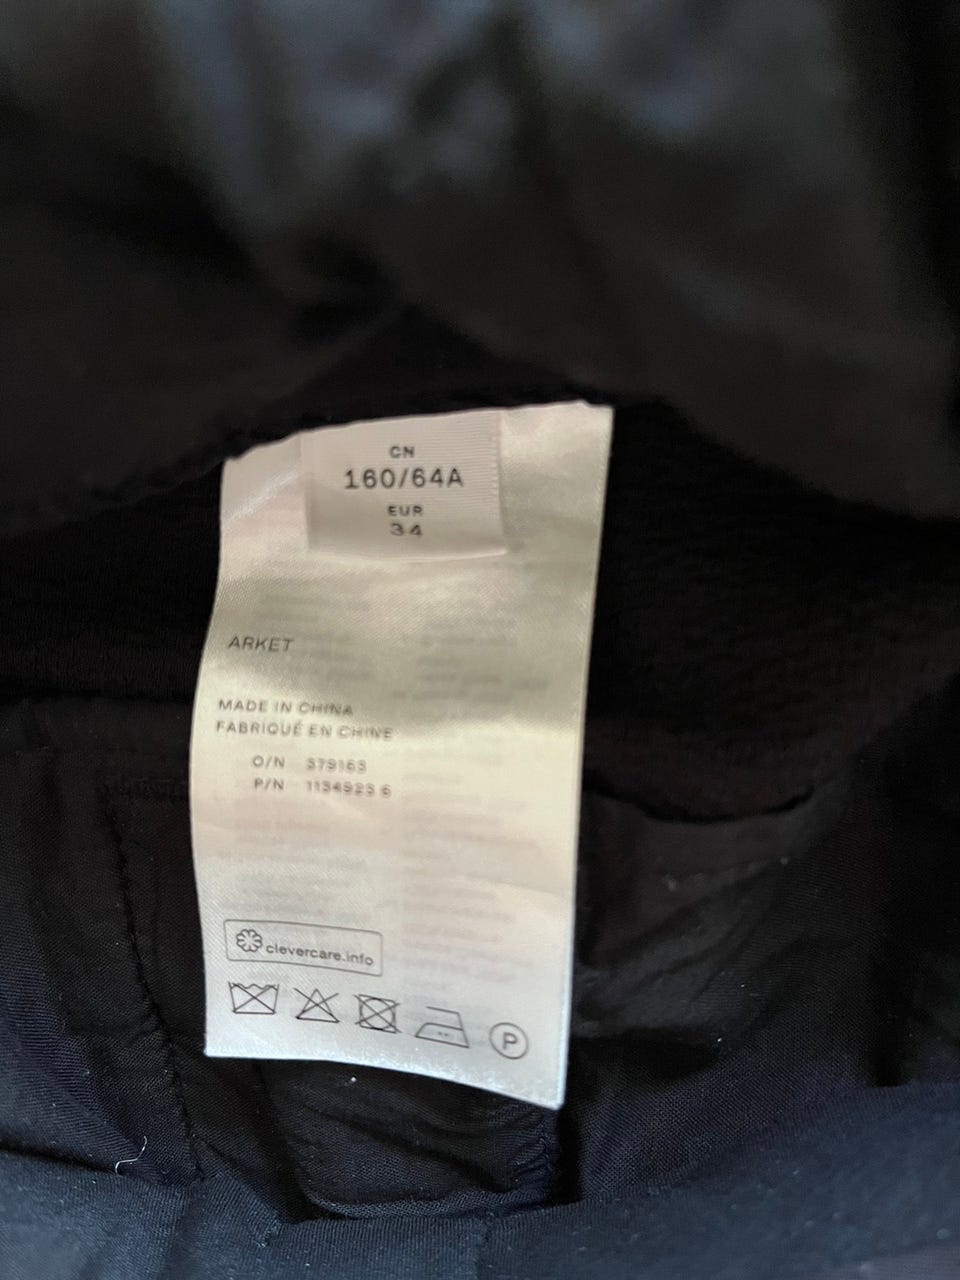 CN
160/64A
EUR
34
ARKET
MADE IN CHINA
FABRIQUÉ EN CHINE
O/N 379163
P/N 1134923 6
clevercare.info
P